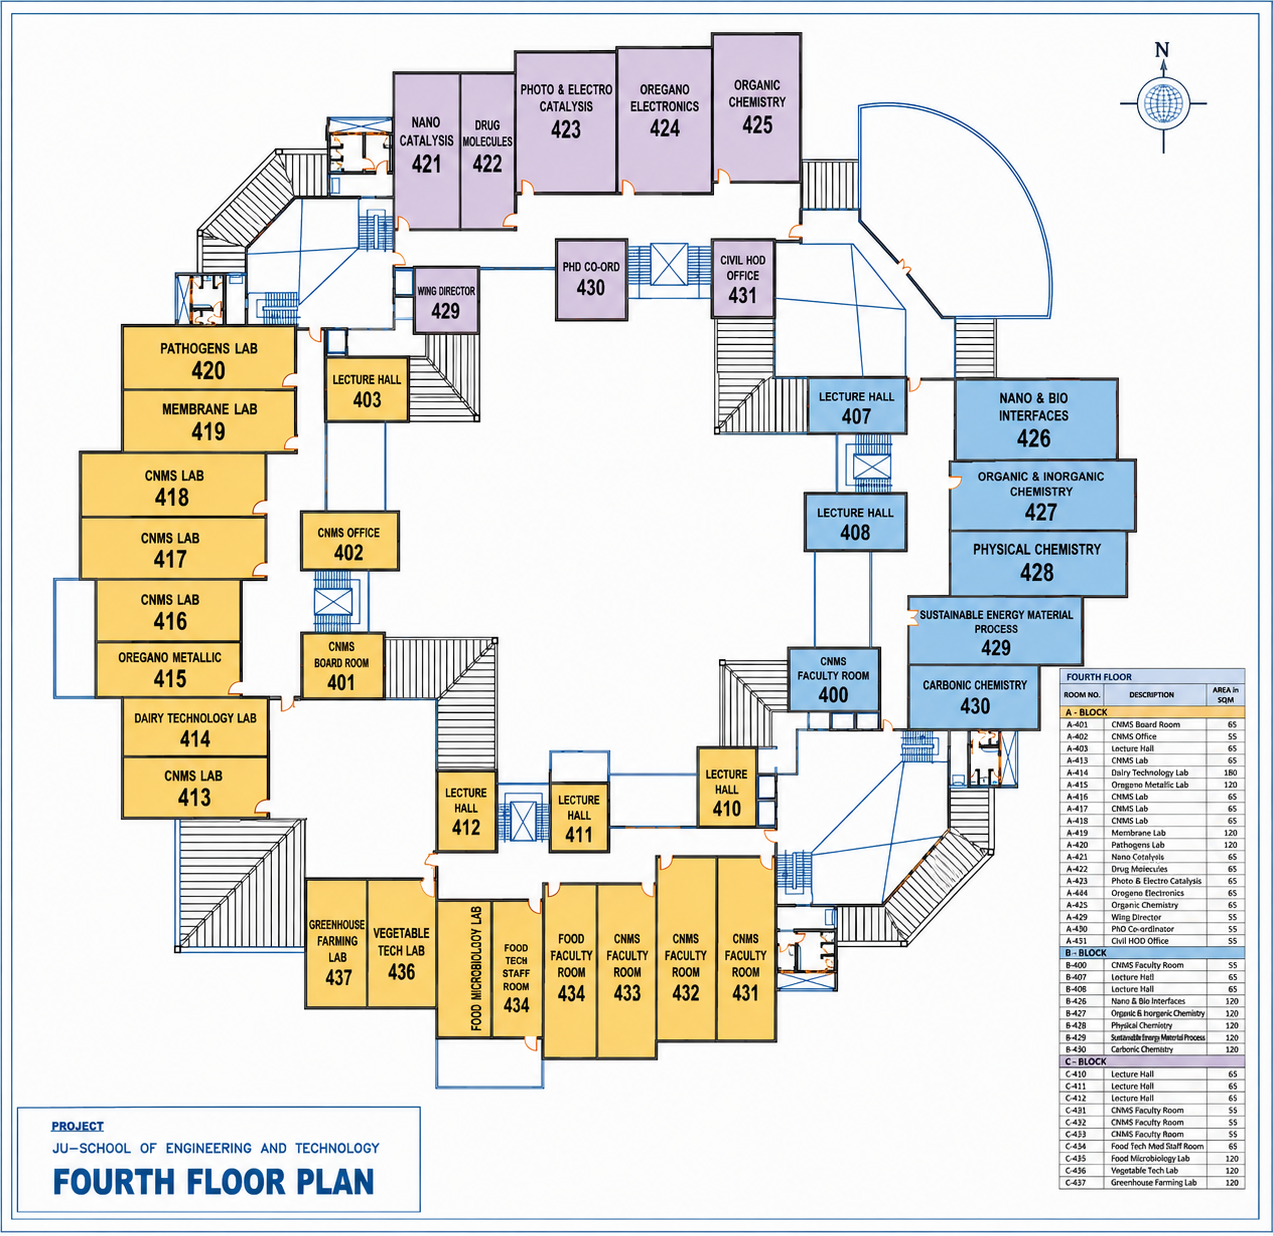 N
NANO
CATALYSIS
421
DRUG
MOLECULES
422
PHOTO & ELECTRO
CATALYSIS
423
OREGANO
ELECTRONICS
424
ORGANIC
CHEMISTRY
425
WING DIRECTOR
429
PHD CO-ORD
430
CIVIL HOD
OFFICE
431
PATHOGENS LAB
420
MEMBRANE LAB
419
CNMS LAB
418
CNMS LAB
417
CNMS LAB
416
OREGANO METALLIC
415
DAIRY TECHNOLOGY LAB
414
CNMS LAB
413
LECTURE HALL
403
CNMS OFFICE
402
CNMS
BOARD ROOM
401
LECTURE HALL
407
LECTURE HALL
408
CNMS
FACULTY ROOM
400
NANO & BIO
INTERFACES
426
ORGANIC & INORGANIC
CHEMISTRY
427
PHYSICAL CHEMISTRY
428
SUSTAINABLE ENERGY MATERIAL
PROCESS
429
CARBONIC CHEMISTRY
430
LECTURE
HALL
412
LECTURE
HALL
411
LECTURE
HALL
410
GREENHOUSE
FARMING
LAB
437
VEGETABLE
TECH LAB
436
FOOD MICROBIOLOGY LAB
FOOD
TECH
STAFF
ROOM
434
FOOD
FACULTY
ROOM
434
CNMS
FACULTY
ROOM
433
CNMS
FACULTY
ROOM
432
CNMS
FACULTY
ROOM
431
FOURTH FLOOR
ROOM NO. DESCRIPTION AREA in SQM
A - BLOCK
A-401 CNMS Board Room 65
A-402 CNMS Office 55
A-403 Lecture Hall 65
A-413 CNMS Lab 65
A-414 Dairy Technology Lab 180
A-415 Oregano Metallic Lab 120
A-416 CNMS Lab 65
A-417 CNMS Lab 65
A-418 CNMS Lab 65
A-419 Membrane Lab 120
A-420 Pathogens Lab 120
A-421 Nano Catalysis 65
A-422 Drug Molecules 65
A-423 Photo & Electro Catalysis 65
A-444 Orogano Electronics 65
A-425 Organic Chemistry 65
A-429 Wing Director 55
A-430 PhD Co-ordinator 55
A-431 Civil HOD Office 55
B - BLOCK
B-400 CNMS Faculty Room 55
B-407 Lecture Hall 65
B-408 Lecture Hall 65
B-426 Nano & Bio Interfaces 120
B-427 Organic & Inorganic Chemistry 120
B-428 Physical Chemistry 120
B-429 Sustainable Energy Material Process 120
B-430 Carbonic Chemistry 120
C - BLOCK
C-410 Lecture Hall 65
C-411 Lecture Hall 65
C-412 Lecture Hall 65
C-431 CNMS Faculty Room 55
C-432 CNMS Faculty Room 55
C-433 CNMS Faculty Room 55
C-434 Food Tech Med Staff Room 65
C-435 Food Microbiology Lab 120
C-436 Vegetable Tech Lab 120
C-437 Greenhouse Farming Lab 120
PROJECT
JU-SCHOOL OF ENGINEERING AND TECHNOLOGY
FOURTH FLOOR PLAN